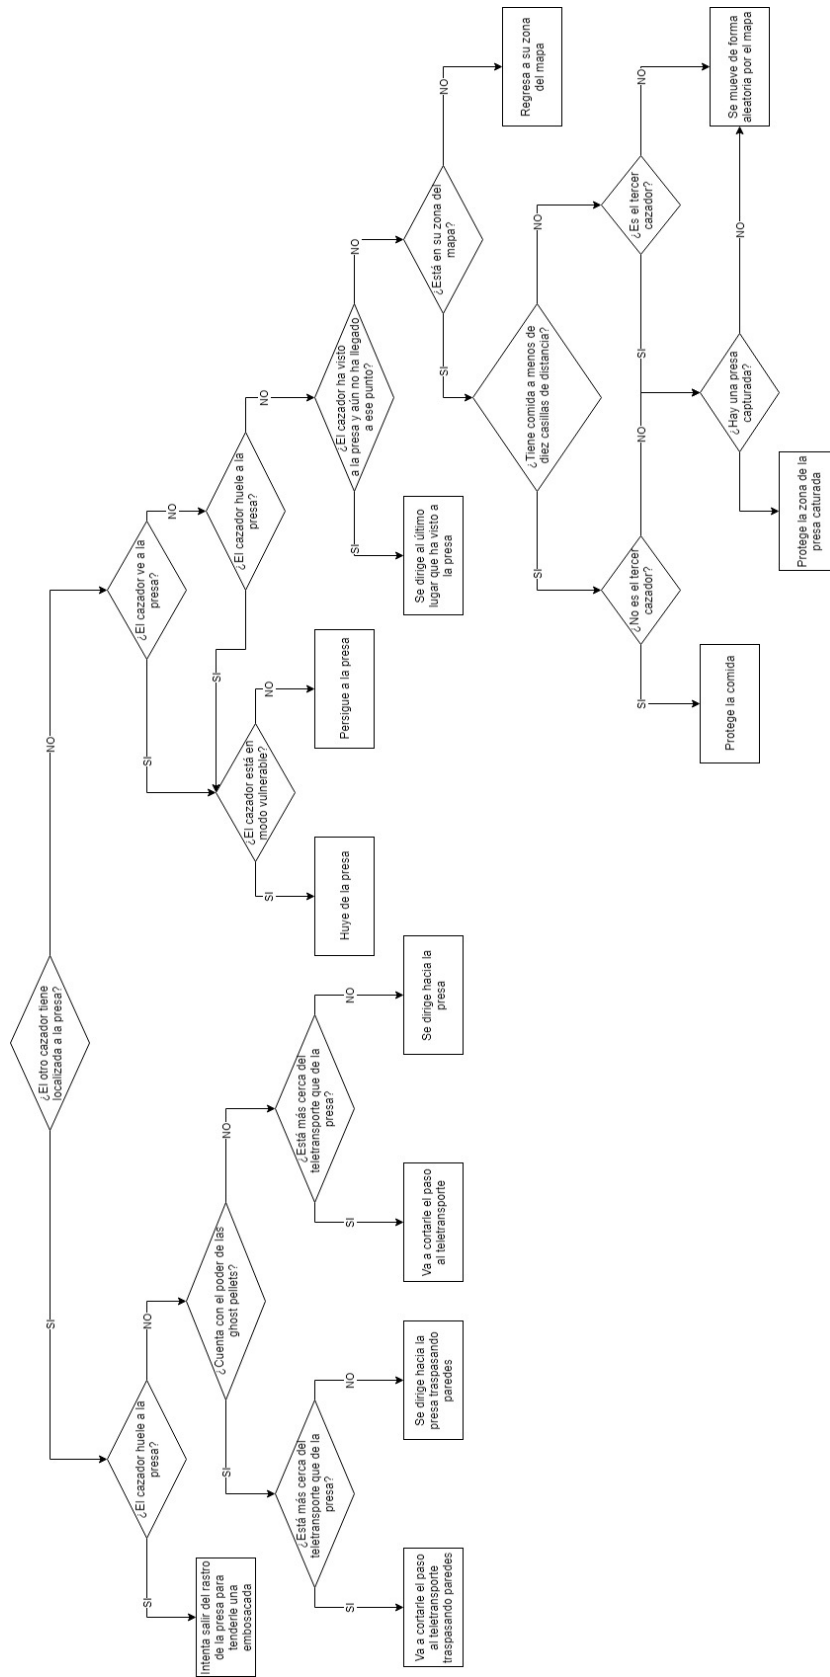 ¿El otro cazador tiene
localizada a la presa?
SI
NO
¿El cazador huele a la
presa?
SI
NO
¿El cazador ve a la
presa?
SI
NO
Intenta salir del rastro
de la presa para
tenderle una
embosacada
¿Cuenta con el poder de las
ghost pellets?
SI
NO
¿El cazador está en
modo vulnerable?
SI
NO
¿El cazador huele a la
presa?
SI
NO
¿Está más cerca del
teletransporte que de la
presa?
SI
NO
¿Está más cerca del
teletransporte que de la
presa?
SI
NO
Huye de la presa
Persigue a la presa
¿El cazador ha visto
a la presa y aún no ha llegado
a ese punto?
SI
NO
Va a cortarle el paso
al teletransporte
traspasando paredes
Se dirige hacia la
presa traspasando
paredes
Va a cortarle el paso
al teletransporte
Se dirige hacia la
presa
Se dirige al último
lugar que ha visto a
la presa
¿Está en su zona del
mapa?
SI
NO
¿Tiene comida a menos de
diez casillas de distancia?
SI
NO
Regresa a su zona
del mapa
¿No es el tercer
cazador?
SI
NO
¿Es el tercer
cazador?
SI
NO
Protege la comida
¿Hay una presa
capturada?
NO
Se mueve de forma
aleatoria por el mapa
Protege la zona de la
presa caturada